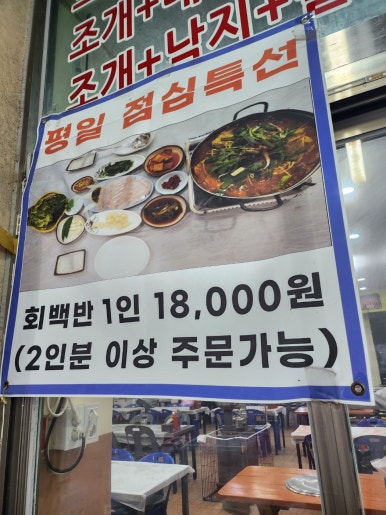 조개+
조개+낙지+
평일 점심특선
회백반 1인 18,000원
(2인분 이상 주문가능)